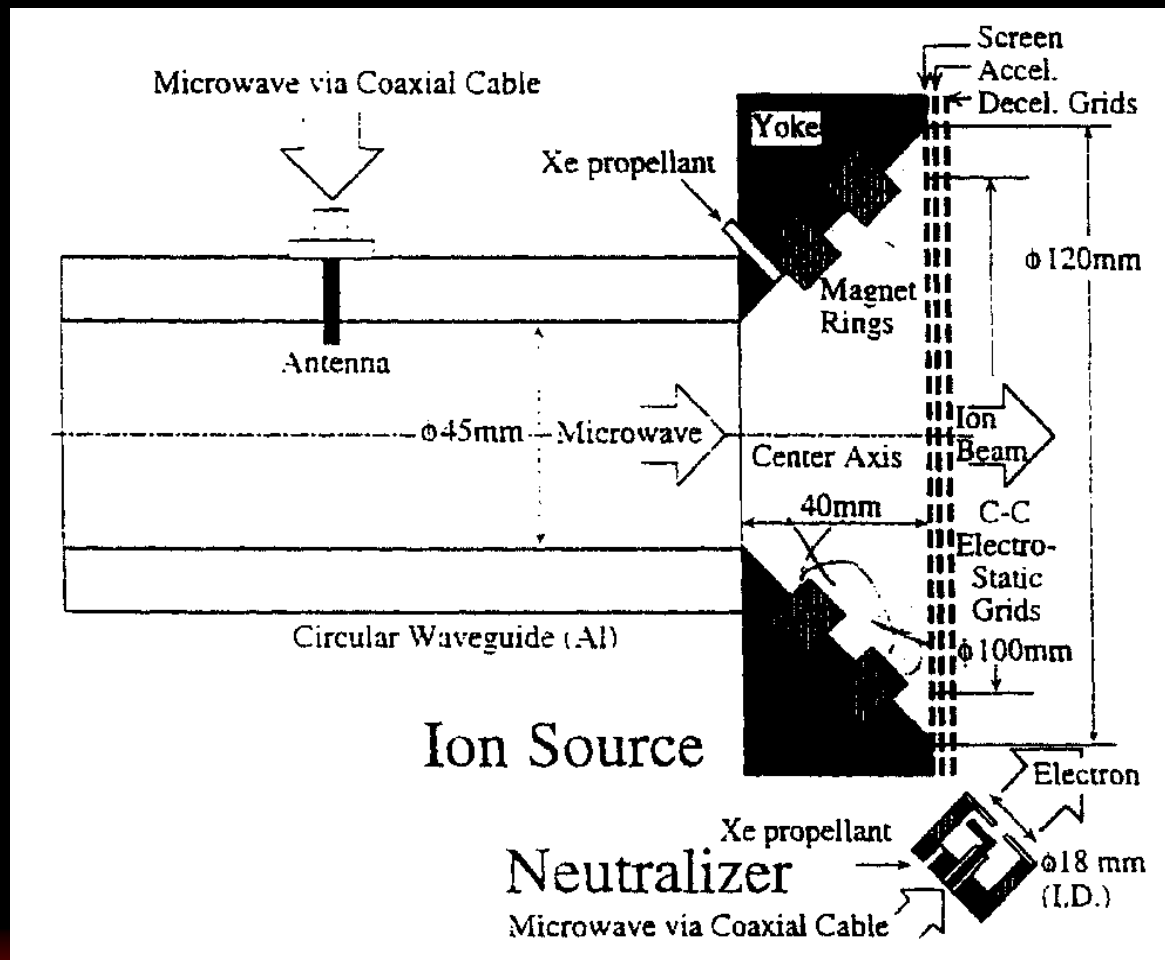 Screen
Accel.
Decel. Grids
Microwave via Coaxial Cable
Yoke
Xe propellant
ϕ120mm
Magnet
Rings
Antenna
ϕ45mm
Microwave
Center Axis
Ion
Beam
40mm
C-C
Electro-
Static
Grids
ϕ100mm
Circular Waveguide (Al)
Ion Source
Electron
Xe propellant
Neutralizer
ϕ18 mm
(I.D.)
Microwave via Coaxial Cable